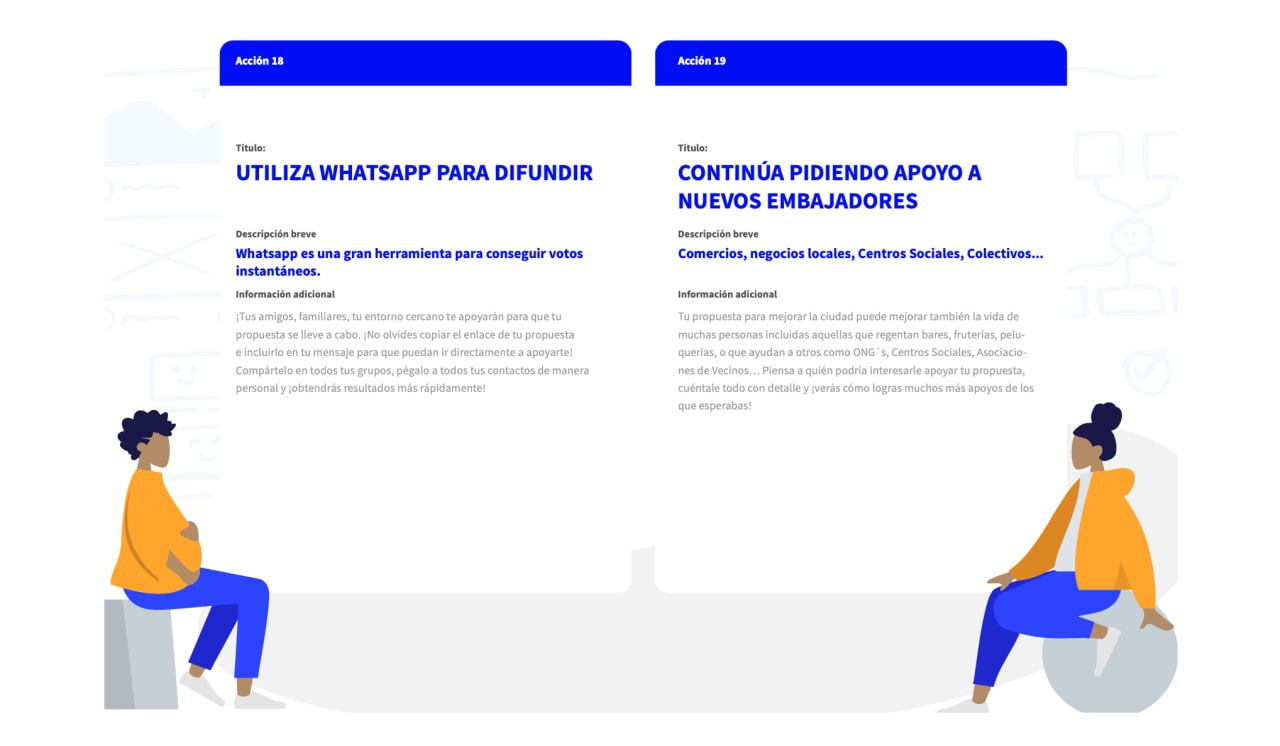 Acción 18
Título:
UTILIZA WHATSAPP PARA DIFUNDIR
Descripción breve
Whatsapp es una gran herramienta para conseguir votos
instantáneos.
Información adicional
¡Tus amigos, familiares, tu entorno cercano te apoyarán para que tu
propuesta se lleve a cabo. ¡No olvides copiar el enlace de tu propuesta
e incluirlo en tu mensaje para que puedan ir directamente a apoyarte!
Compártelo en todos tus grupos, pégalo a todos tus contactos de manera
personal y ¡obtendrás resultados más rápidamente!
Acción 19
Título:
CONTINÚA PIDIENDO APOYO A
NUEVOS EMBAJADORES
Descripción breve
Comercios, negocios locales, Centros Sociales, Colectivos...
Información adicional
Tu propuesta para mejorar la ciudad puede mejorar también la vida de
muchas personas incluidas aquellas que regentan bares, fruterías, pelu-
querías, o que ayudan a otros como ONG´s, Centros Sociales, Asociacio-
nes de Vecinos... Piensa a quién podría interesarle apoyar tu propuesta,
cuéntale todo con detalle y ¡verás cómo logras muchos más apoyos de los
que esperabas!